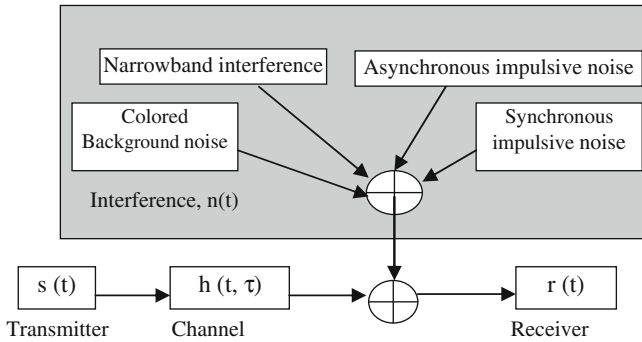 Narrowband interference
Asynchronous impulsive noise
Colored
Background noise
Synchronous
impulsive noise
Interference, n(t)
s (t)
h (t, τ)
r (t)
Transmitter
Channel
Receiver